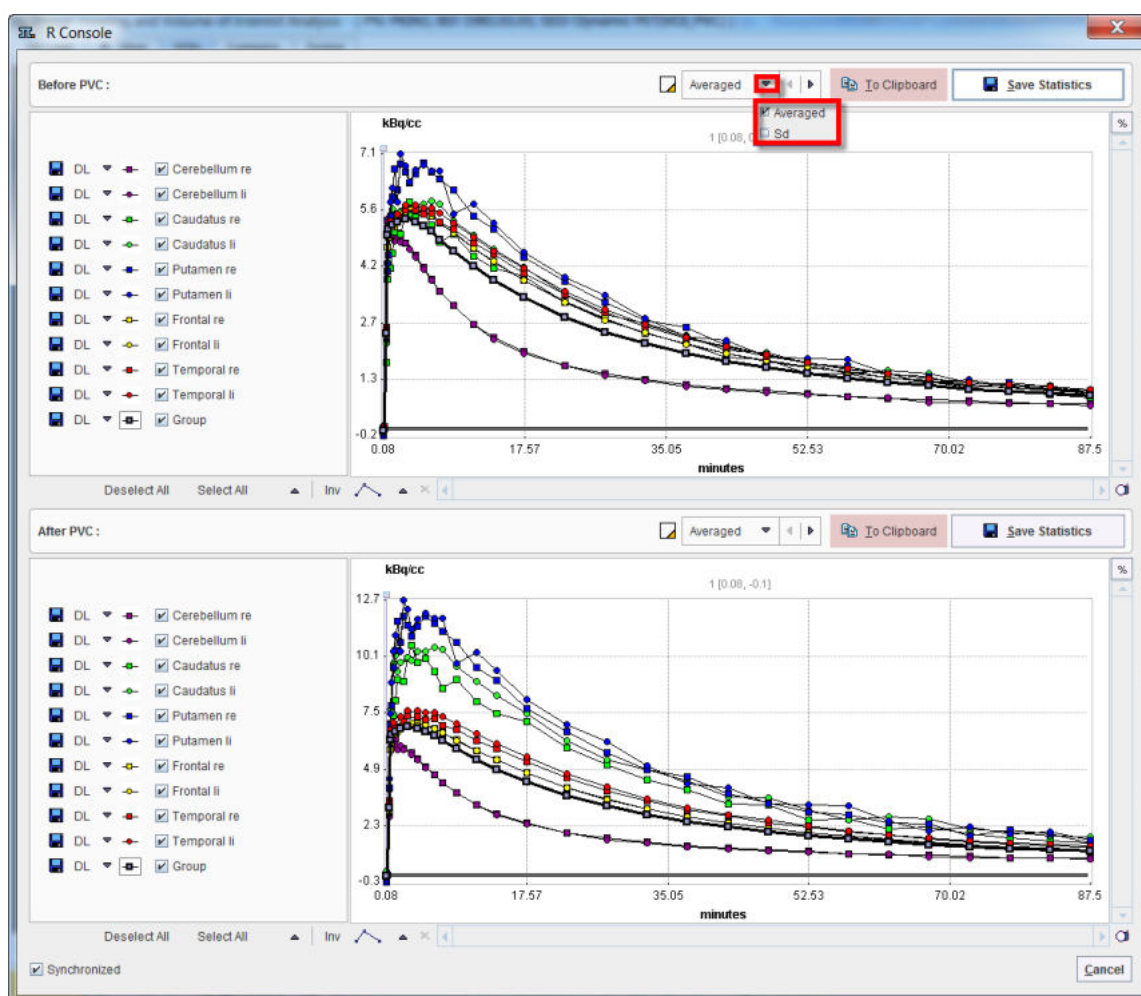 R Console
Before PVC :
Averaged
To Clipboard
Save Statistics
Averaged
Sd
kBq/cc
%
1 [0.08,
7.1
5.6
4.2
2.7
1.3
-0.2
0.08 17.57 35.05 52.53 70.02 87.5
minutes
DL Cerebellum re
DL Cerebellum li
DL Caudatus re
DL Caudatus li
DL Putamen re
DL Putamen li
DL Frontal re
DL Frontal li
DL Temporal re
DL Temporal li
DL Group
Deselect All Select All Inv
After PVC :
Averaged
To Clipboard
Save Statistics
kBq/cc
%
1 [0.08, -0.1]
12.7
10.1
7.5
4.9
2.3
-0.3
0.08 17.57 35.05 52.53 70.02 87.5
minutes
DL Cerebellum re
DL Cerebellum li
DL Caudatus re
DL Caudatus li
DL Putamen re
DL Putamen li
DL Frontal re
DL Frontal li
DL Temporal re
DL Temporal li
DL Group
Deselect All Select All Inv
Synchronized
Cancel